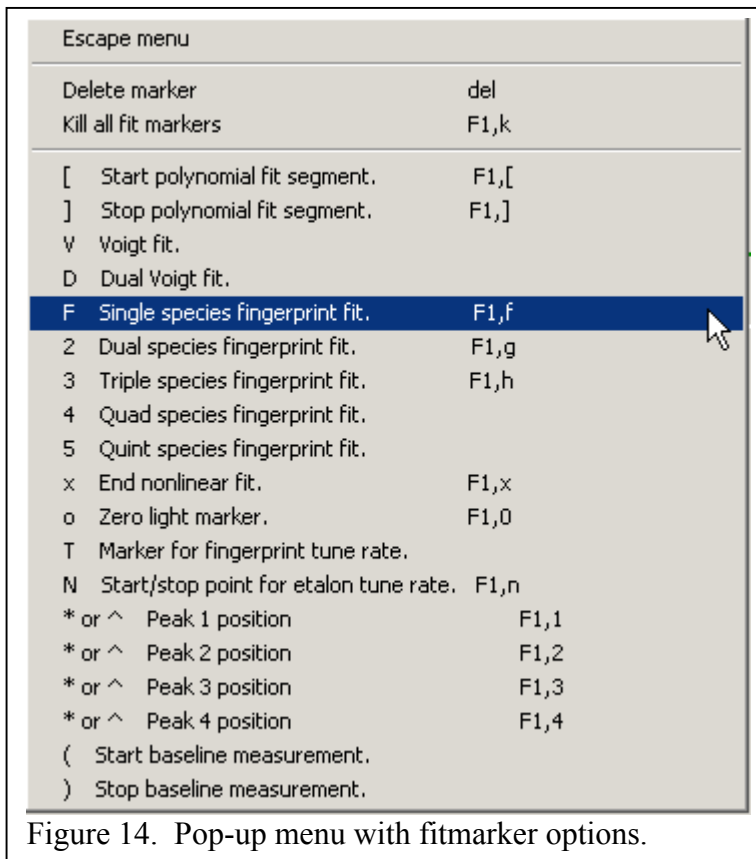 Escape menu
Delete marker del
Kill all fit markers F1,k
[ Start polynomial fit segment. F1,[
] Stop polynomial fit segment. F1,]
V Voigt fit.
D Dual Voigt fit.
F Single species fingerprint fit. F1,f
2 Dual species fingerprint fit. F1,g
3 Triple species fingerprint fit. F1,h
4 Quad species fingerprint fit.
5 Quint species fingerprint fit.
x End nonlinear fit. F1,x
o Zero light marker. F1,0
T Marker for fingerprint tune rate.
N Start/stop point for etalon tune rate. F1,n
* or ^ Peak 1 position F1,1
* or ^ Peak 2 position F1,2
* or ^ Peak 3 position F1,3
* or ^ Peak 4 position F1,4
( Start baseline measurement.
) Stop baseline measurement.
Figure 14. Pop-up menu with fitmarker options.